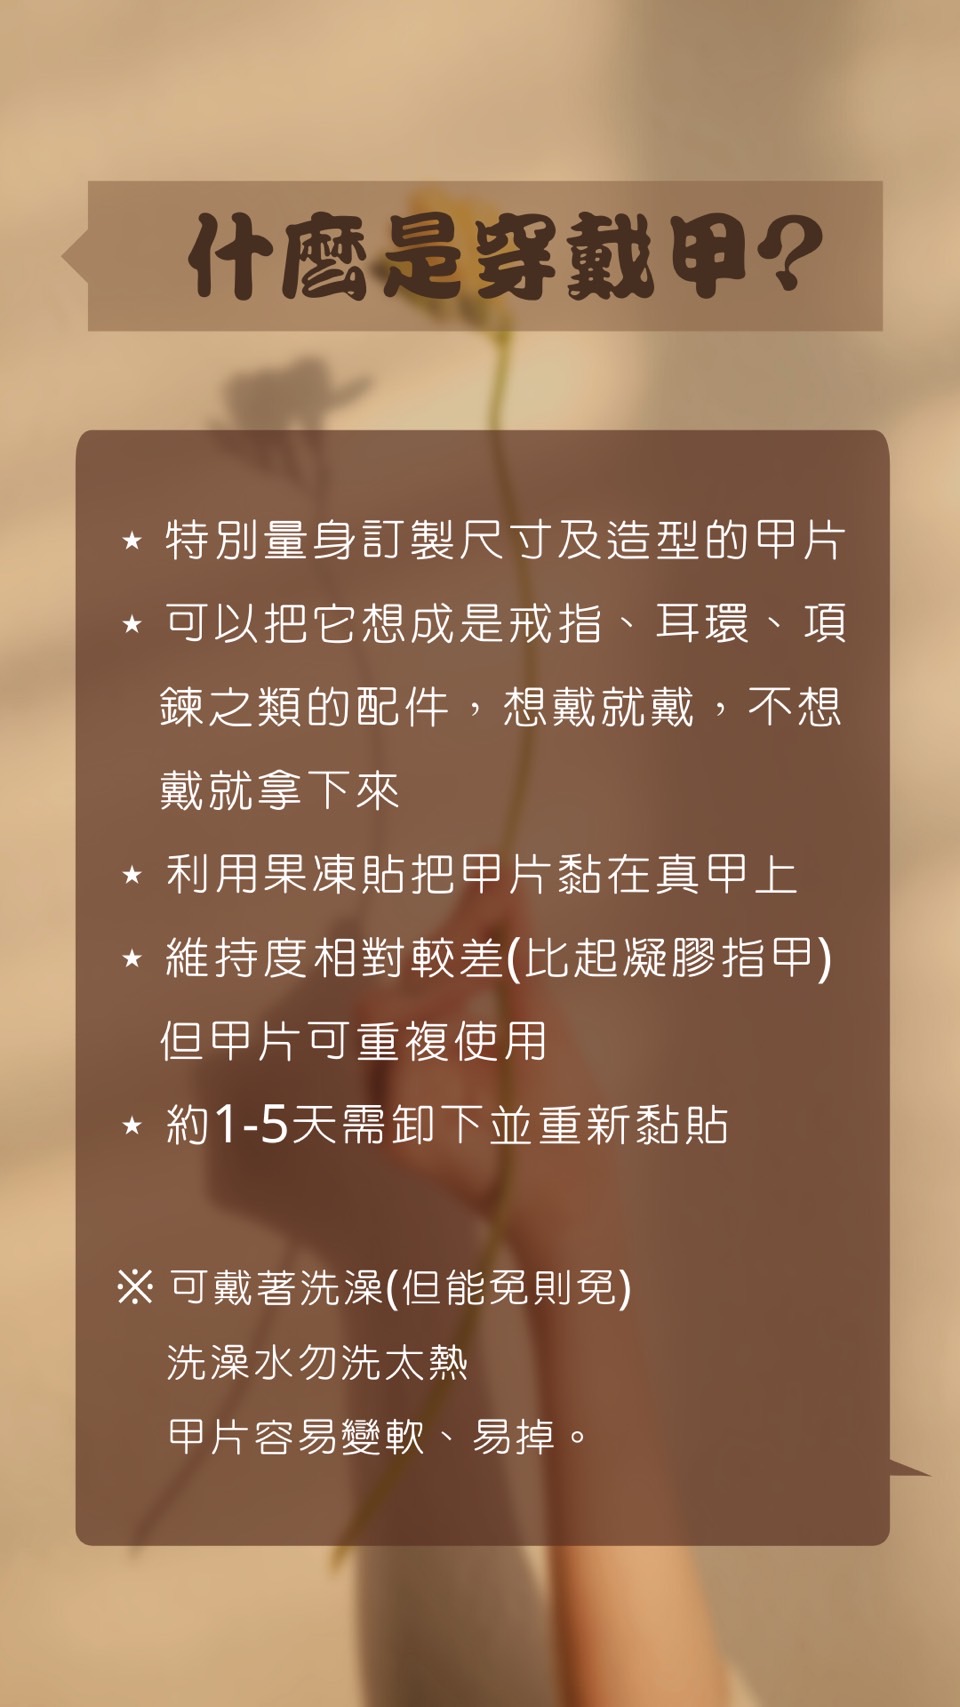 什麼是穿戴甲?
★ 特別量身訂製尺寸及造型的甲片
★ 可以把它想成是戒指、耳環、項
鍊之類的配件，想戴就戴，不想
戴就拿下來
★ 利用果凍貼把甲片黏在真甲上
★ 維持度相對較差(比起凝膠指甲)
但甲片可重複使用
★ 約1-5天需卸下並重新黏貼
※ 可戴著洗澡(但能免則免)
洗澡水勿洗太熱
甲片容易變軟、易掉。